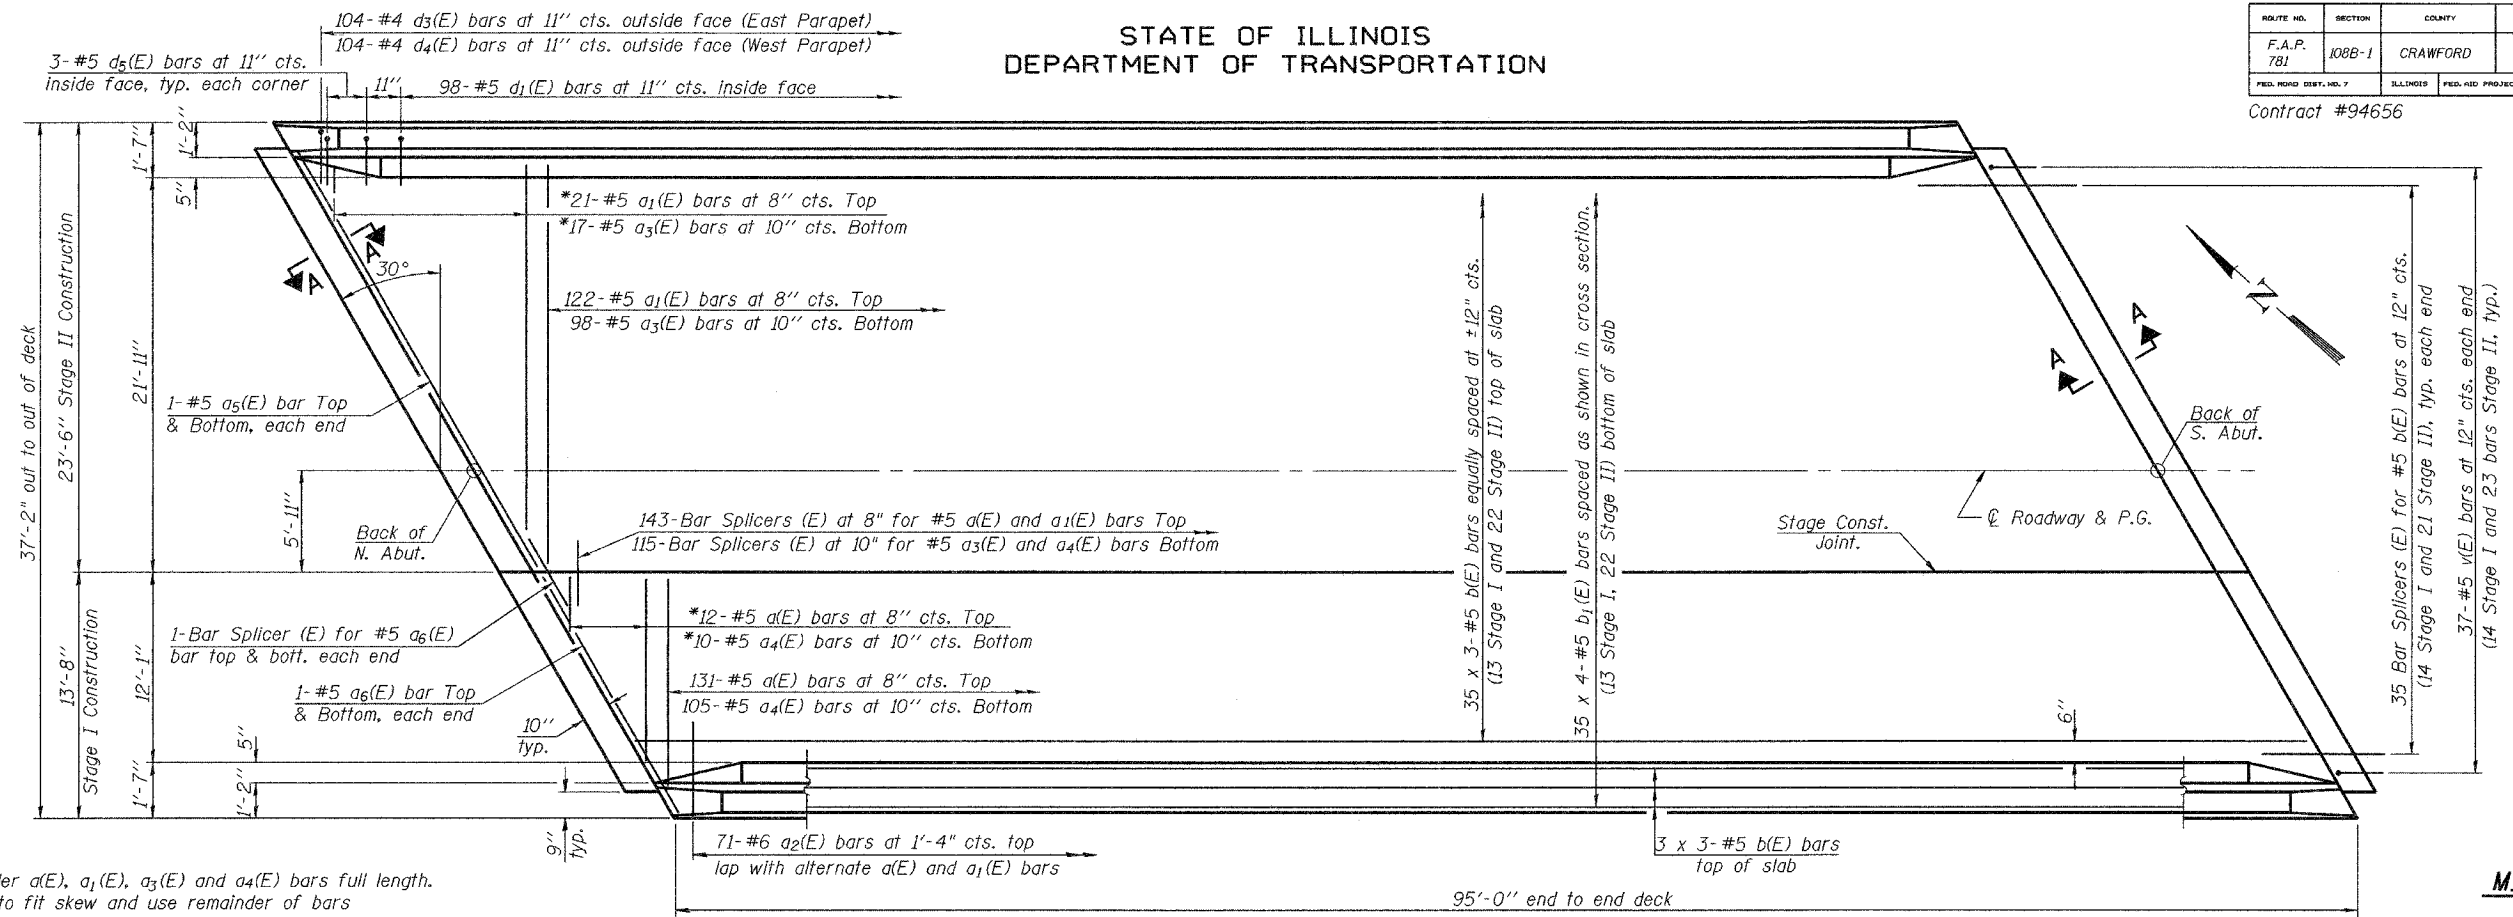 STATE OF ILLINOIS
DEPARTMENT OF TRANSPORTATION
ROUTE NO.
SECTION
COUNTY
F.A.P.
781
108B-1
CRAWFORD
FED. ROAD DIST. NO. 7
ILLINOIS
FED. AID PROJEC
Contract #94656
104-#4 d3(E) bars at 11'' cts. outside face (East Parapet)
104-#4 d4(E) bars at 11'' cts. outside face (West Parapet)
3-#5 d5(E) bars at 11'' cts.
inside face, typ. each corner
11''
98-#5 d1(E) bars at 11'' cts. inside face
1'-7''
1'-2''
5''
*21-#5 a1(E) bars at 8'' cts. Top
*17-#5 a3(E) bars at 10'' cts. Bottom
A
A
30°
122-#5 a1(E) bars at 8'' cts. Top
98-#5 a3(E) bars at 10'' cts. Bottom
37'-2" out to out of deck
23'-6" Stage II Construction
21'-11"
1-#5 a5(E) bar Top
& Bottom, each end
5'-11"
Back of
N. Abut.
143-Bar Splicers (E) at 8" for #5 a(E) and a1(E) bars Top
115-Bar Splicers (E) at 10" for #5 a3(E) and a4(E) bars Bottom
35 x 3-#5 b(E) bars equally spaced at ±12" cts.
(13 Stage I and 22 Stage II) top of slab
35 x 4-#5 b1(E) bars spaced as shown in cross section.
(13 Stage I, 22 Stage II) bottom of slab
N
A
A
Back of
S. Abut.
℄ Roadway & P.G.
Stage Const.
Joint.
35 Bar Splicers (E) for #5 b(E) bars at 12" cts.
(14 Stage I and 21 Stage II), typ. each end
37-#5 v(E) bars at 12" cts. each end
(14 Stage I and 23 bars Stage II, typ.)
13'-8"
Stage I Construction
12'-1"
1-Bar Splicer (E) for #5 a6(E)
bar top & bott. each end
1-#5 a6(E) bar Top
& Bottom, each end
*12-#5 a(E) bars at 8'' cts. Top
*10-#5 a4(E) bars at 10'' cts. Bottom
131-#5 a(E) bars at 8'' cts. Top
105-#5 a4(E) bars at 10'' cts. Bottom
10''
typ.
6''
5''
1'-7''
1'-2''
9''
typ.
71-#6 a2(E) bars at 1'-4" cts. top
lap with alternate a(E) and a1(E) bars
3 x 3-#5 b(E) bars
top of slab
95'-0'' end to end deck
er a(E), a1(E), a3(E) and a4(E) bars full length.
to fit skew and use remainder of bars
M.